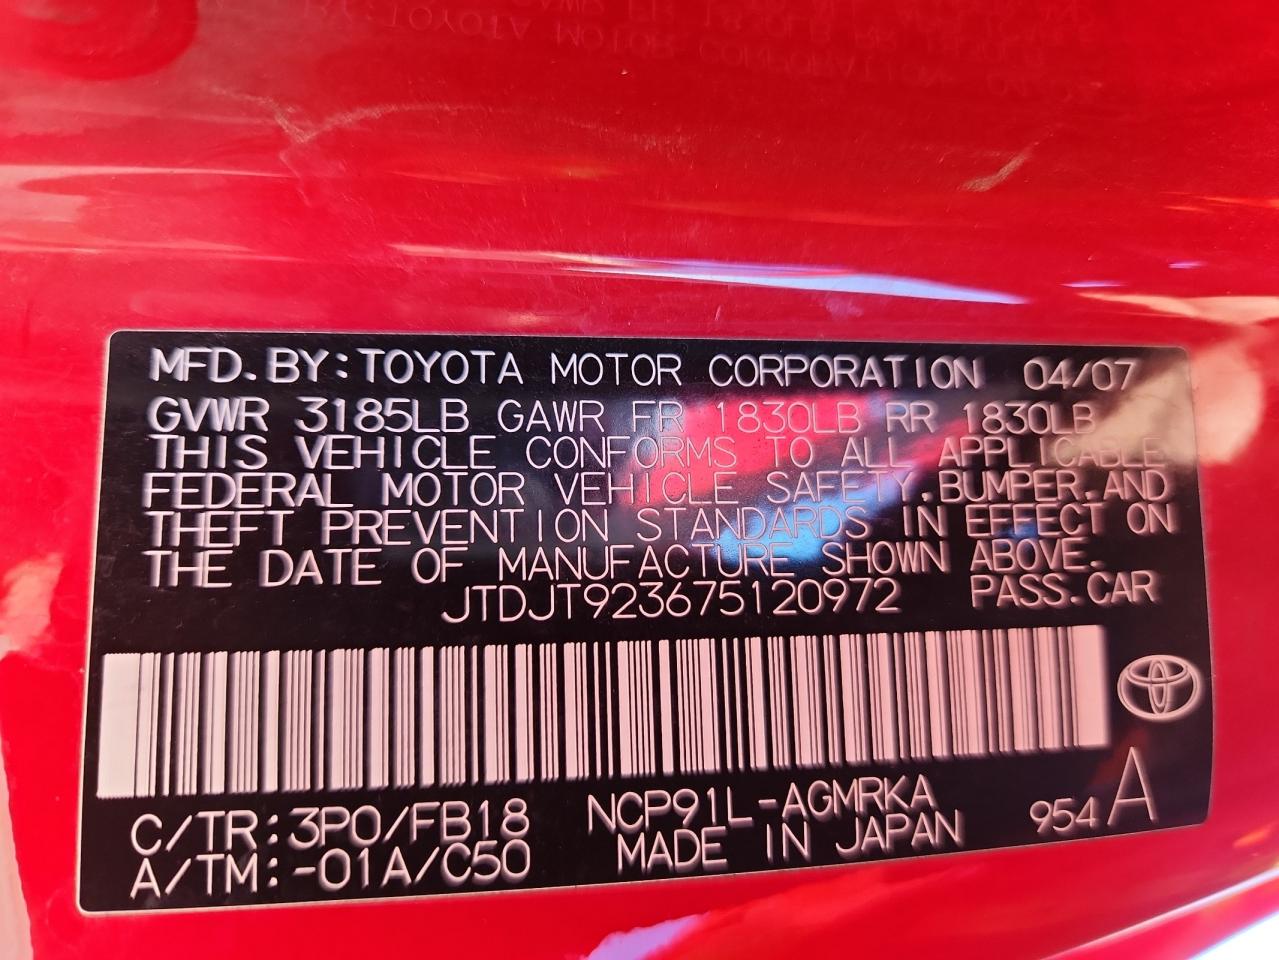 MFD. BY: TOYOTA MOTOR CORPORATION 04/07
GVWR 3185LB GAWR FR 1830LB RR 1830LB
THIS VEHICLE CONFORMS TO ALL APPLICABLE
FEDERAL MOTOR VEHICLE SAFETY, BUMPER, AND
THEFT PREVENTION STANDARDS IN EFFECT ON
THE DATE OF MANUFACTURE SHOWN ABOVE.
JTDJT923675120972 PASS. CAR
C/TR: 3P0/FB18 NCP91L-AGMRKA
A/TM: -01A/C50 MADE IN JAPAN 954 A